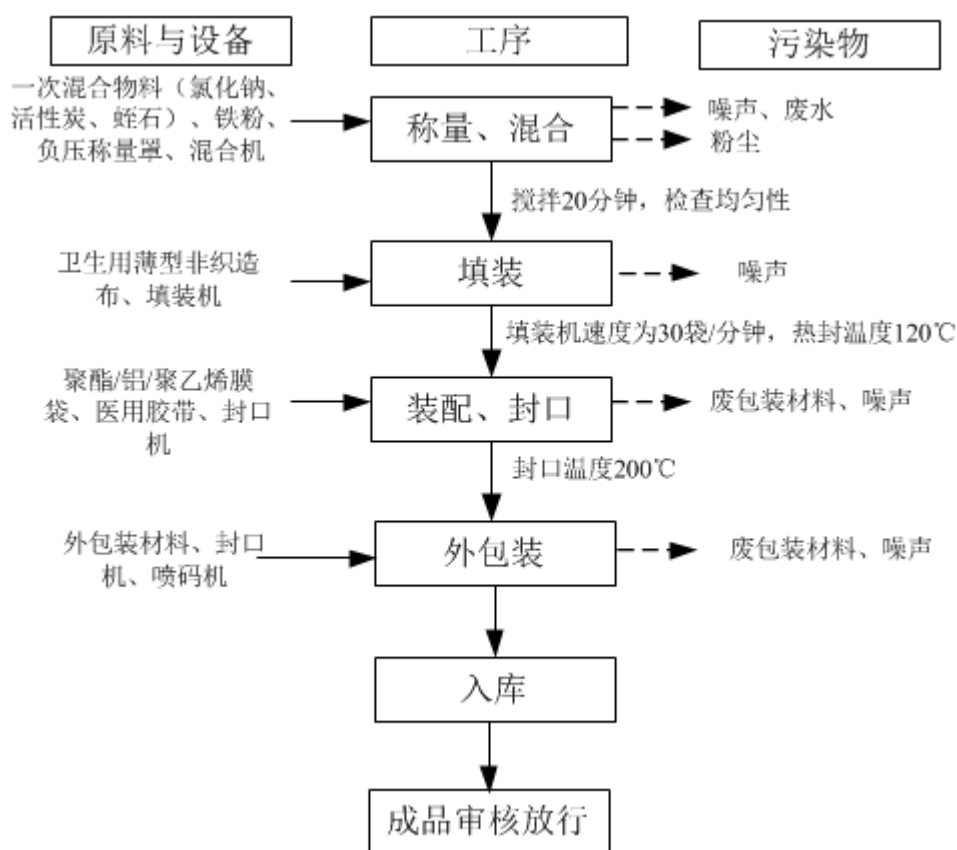 原料与设备
工序
污染物
一次混合物料（氯化钠、
活性炭、蛭石）、铁粉、
负压称量罩、混合机
称量、混合
噪声、废水
粉尘
搅拌20分钟，检查均匀性
卫生用薄型非织造
布、填装机
填装
噪声
填装机速度为30袋/分钟，热封温度120℃
聚酯/铝/聚乙烯膜
袋、医用胶带、封口
机
装配、封口
废包装材料、噪声
封口温度200℃
外包装材料、封口
机、喷码机
外包装
废包装材料、噪声
入库
成品审核放行